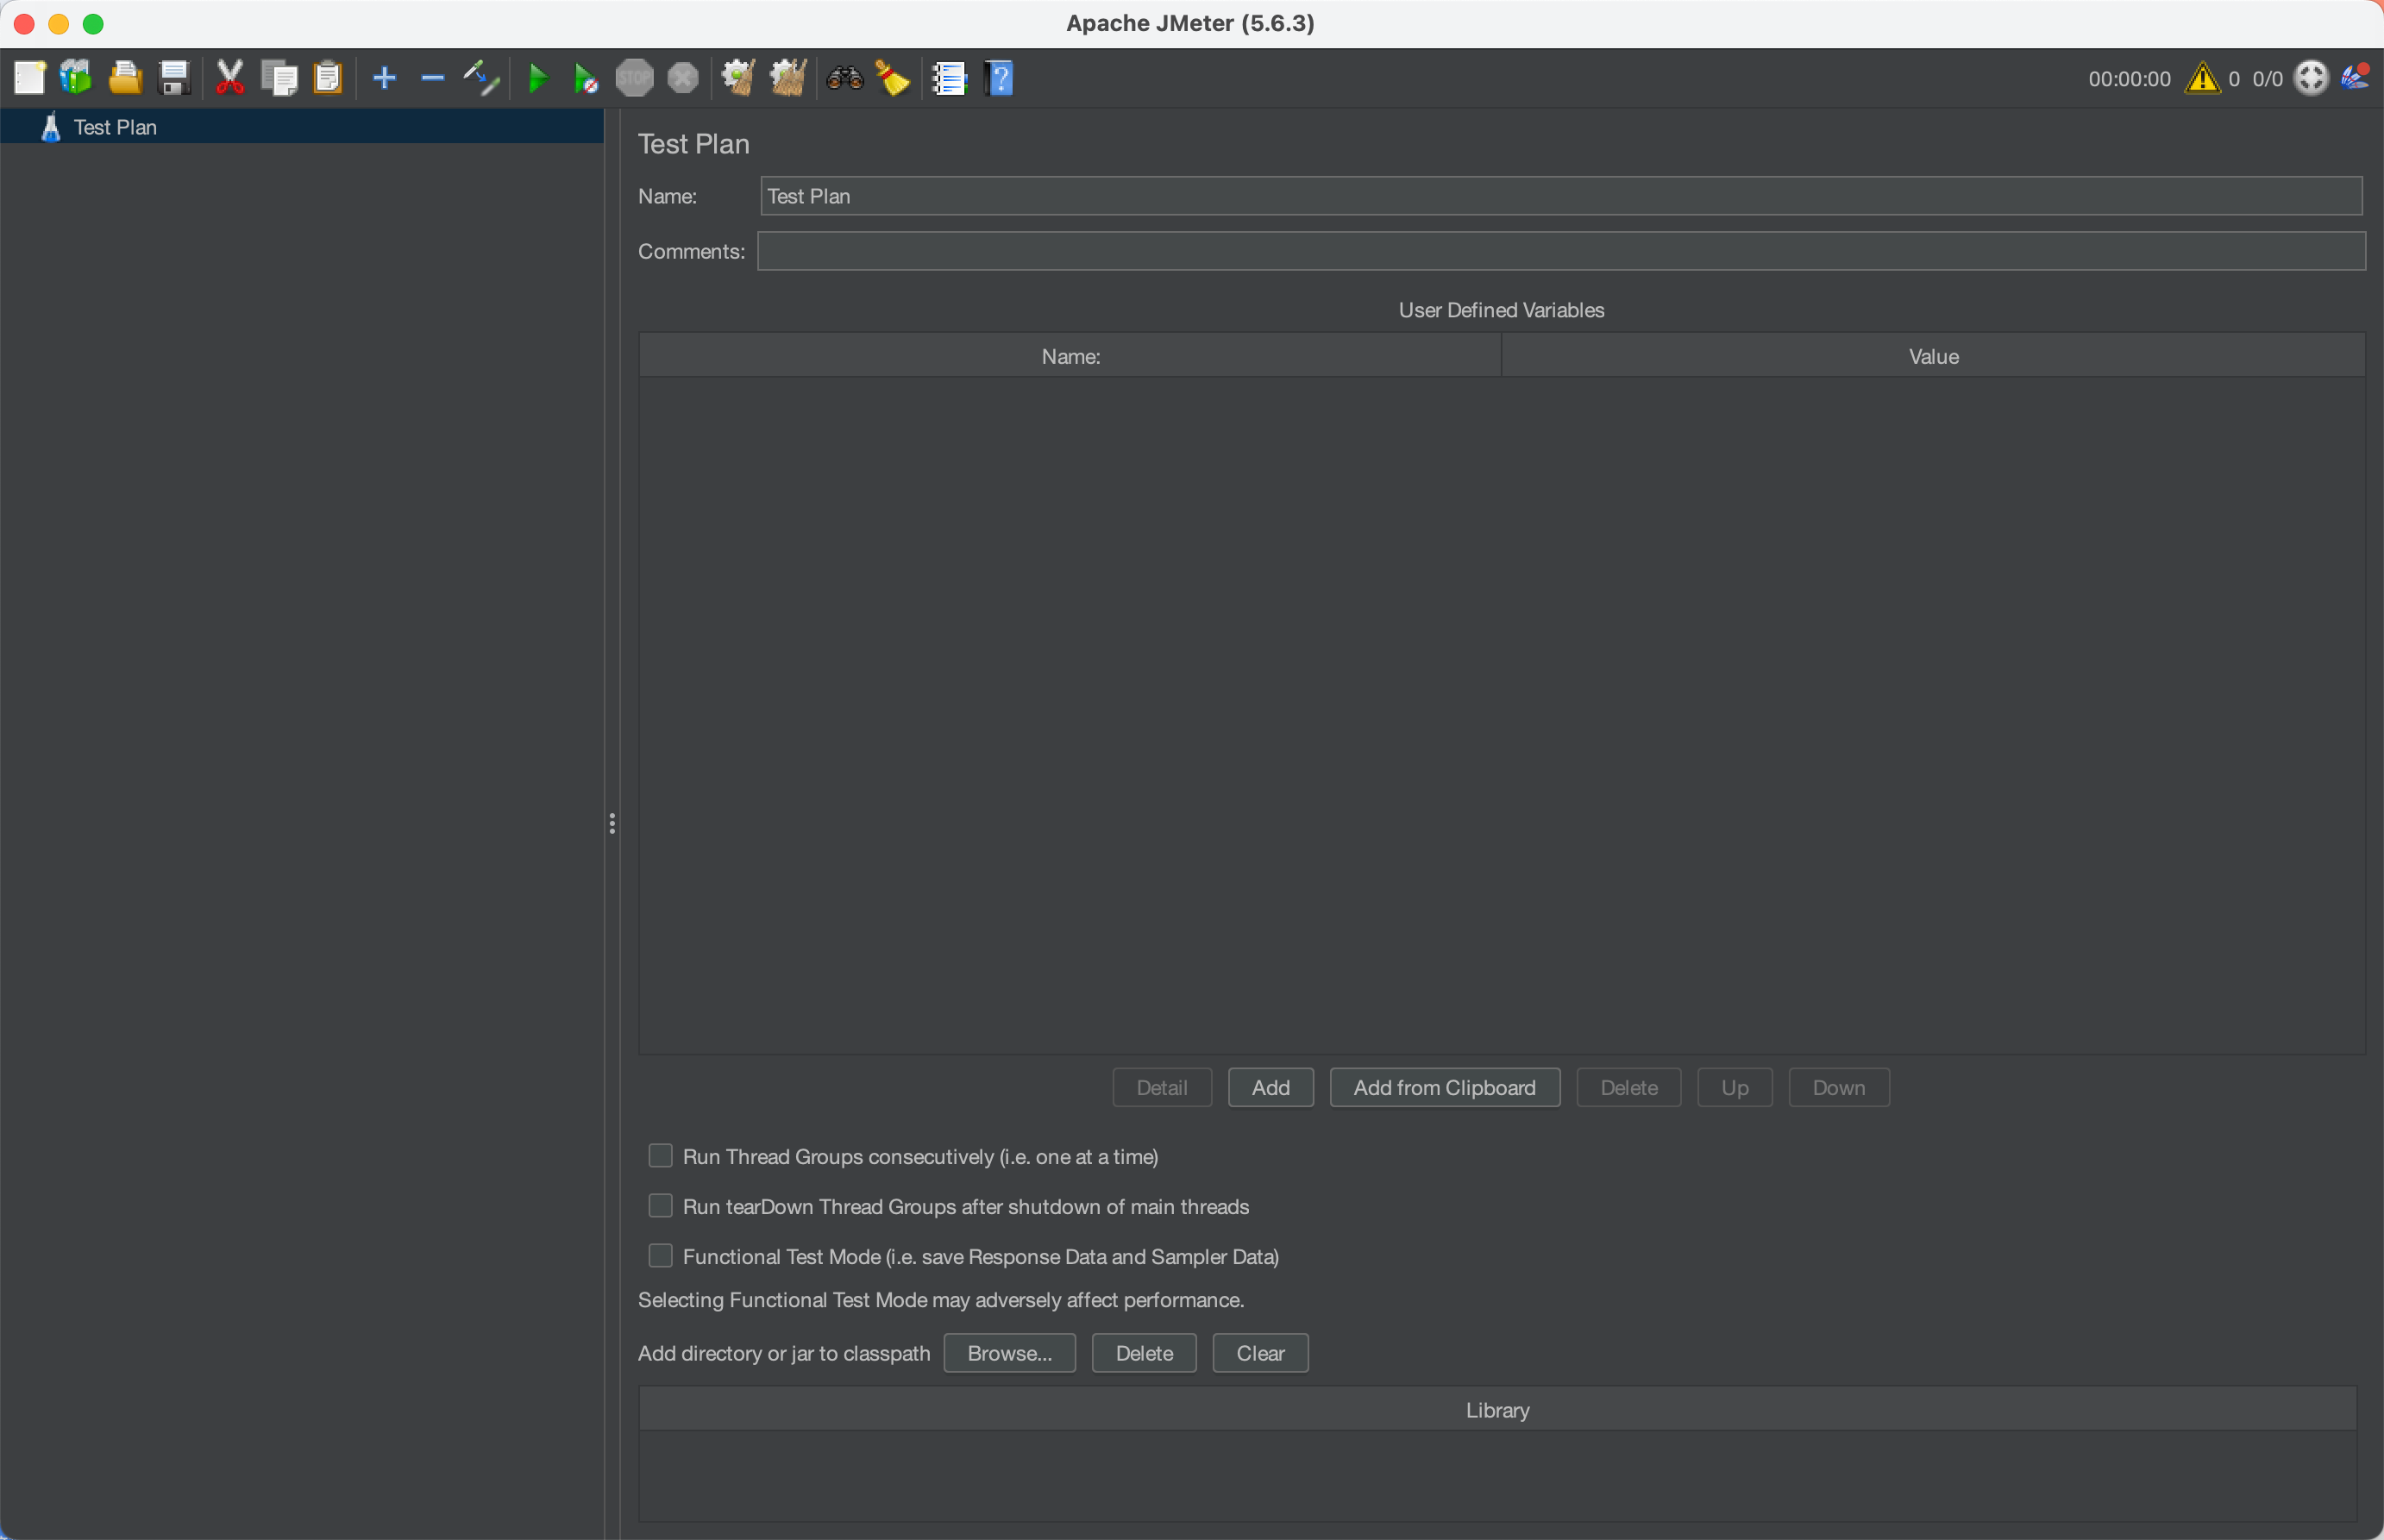 Apache JMeter (5.6.3)
STOP
00:00:00 0 0/0
Test Plan
Test Plan
Name: Test Plan
Comments:
User Defined Variables
Name: Value
Detail Add Add from Clipboard Delete Up Down
Run Thread Groups consecutively (i.e. one at a time)
Run tearDown Thread Groups after shutdown of main threads
Functional Test Mode (i.e. save Response Data and Sampler Data)
Selecting Functional Test Mode may adversely affect performance.
Add directory or jar to classpath Browse... Delete Clear
Library